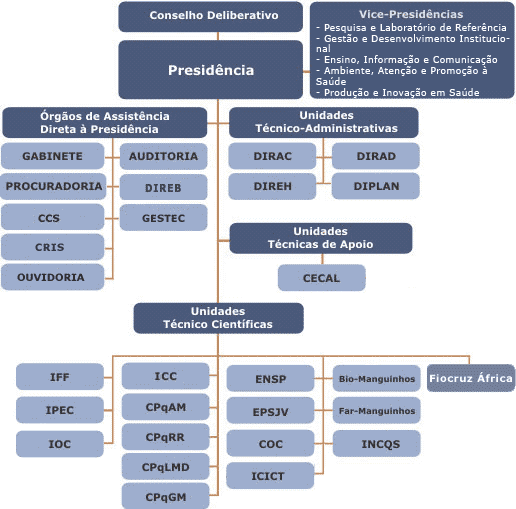 Conselho Deliberativo
Vice-Presidências
- Pesquisa e Laboratório de Referência
- Gestão e Desenvolvimento Institucio-
nal
- Ensino, Informação e Comunicação
- Ambiente, Atenção e Promoção à
Saúde
- Produção e Inovação em Saúde
Presidência
Órgãos de Assistência
Direta à Presidência
GABINETE
AUDITORIA
PROCURADORIA
DIREB
CCS
GESTEC
CRIS
OUVIDORIA
Unidades
Técnico-Administrativas
DIRAC
DIRAD
DIREH
DIPLAN
Unidades
Técnicas de Apoio
CECAL
Unidades
Técnico Científicas
IFF
IPEC
IOC
ICC
CPqAM
CPqRR
CPqLMD
CPqGM
ENSP
EPSJV
COC
ICICT
Bio-Manguinhos
Far-Manguinhos
INCQS
Fiocruz África